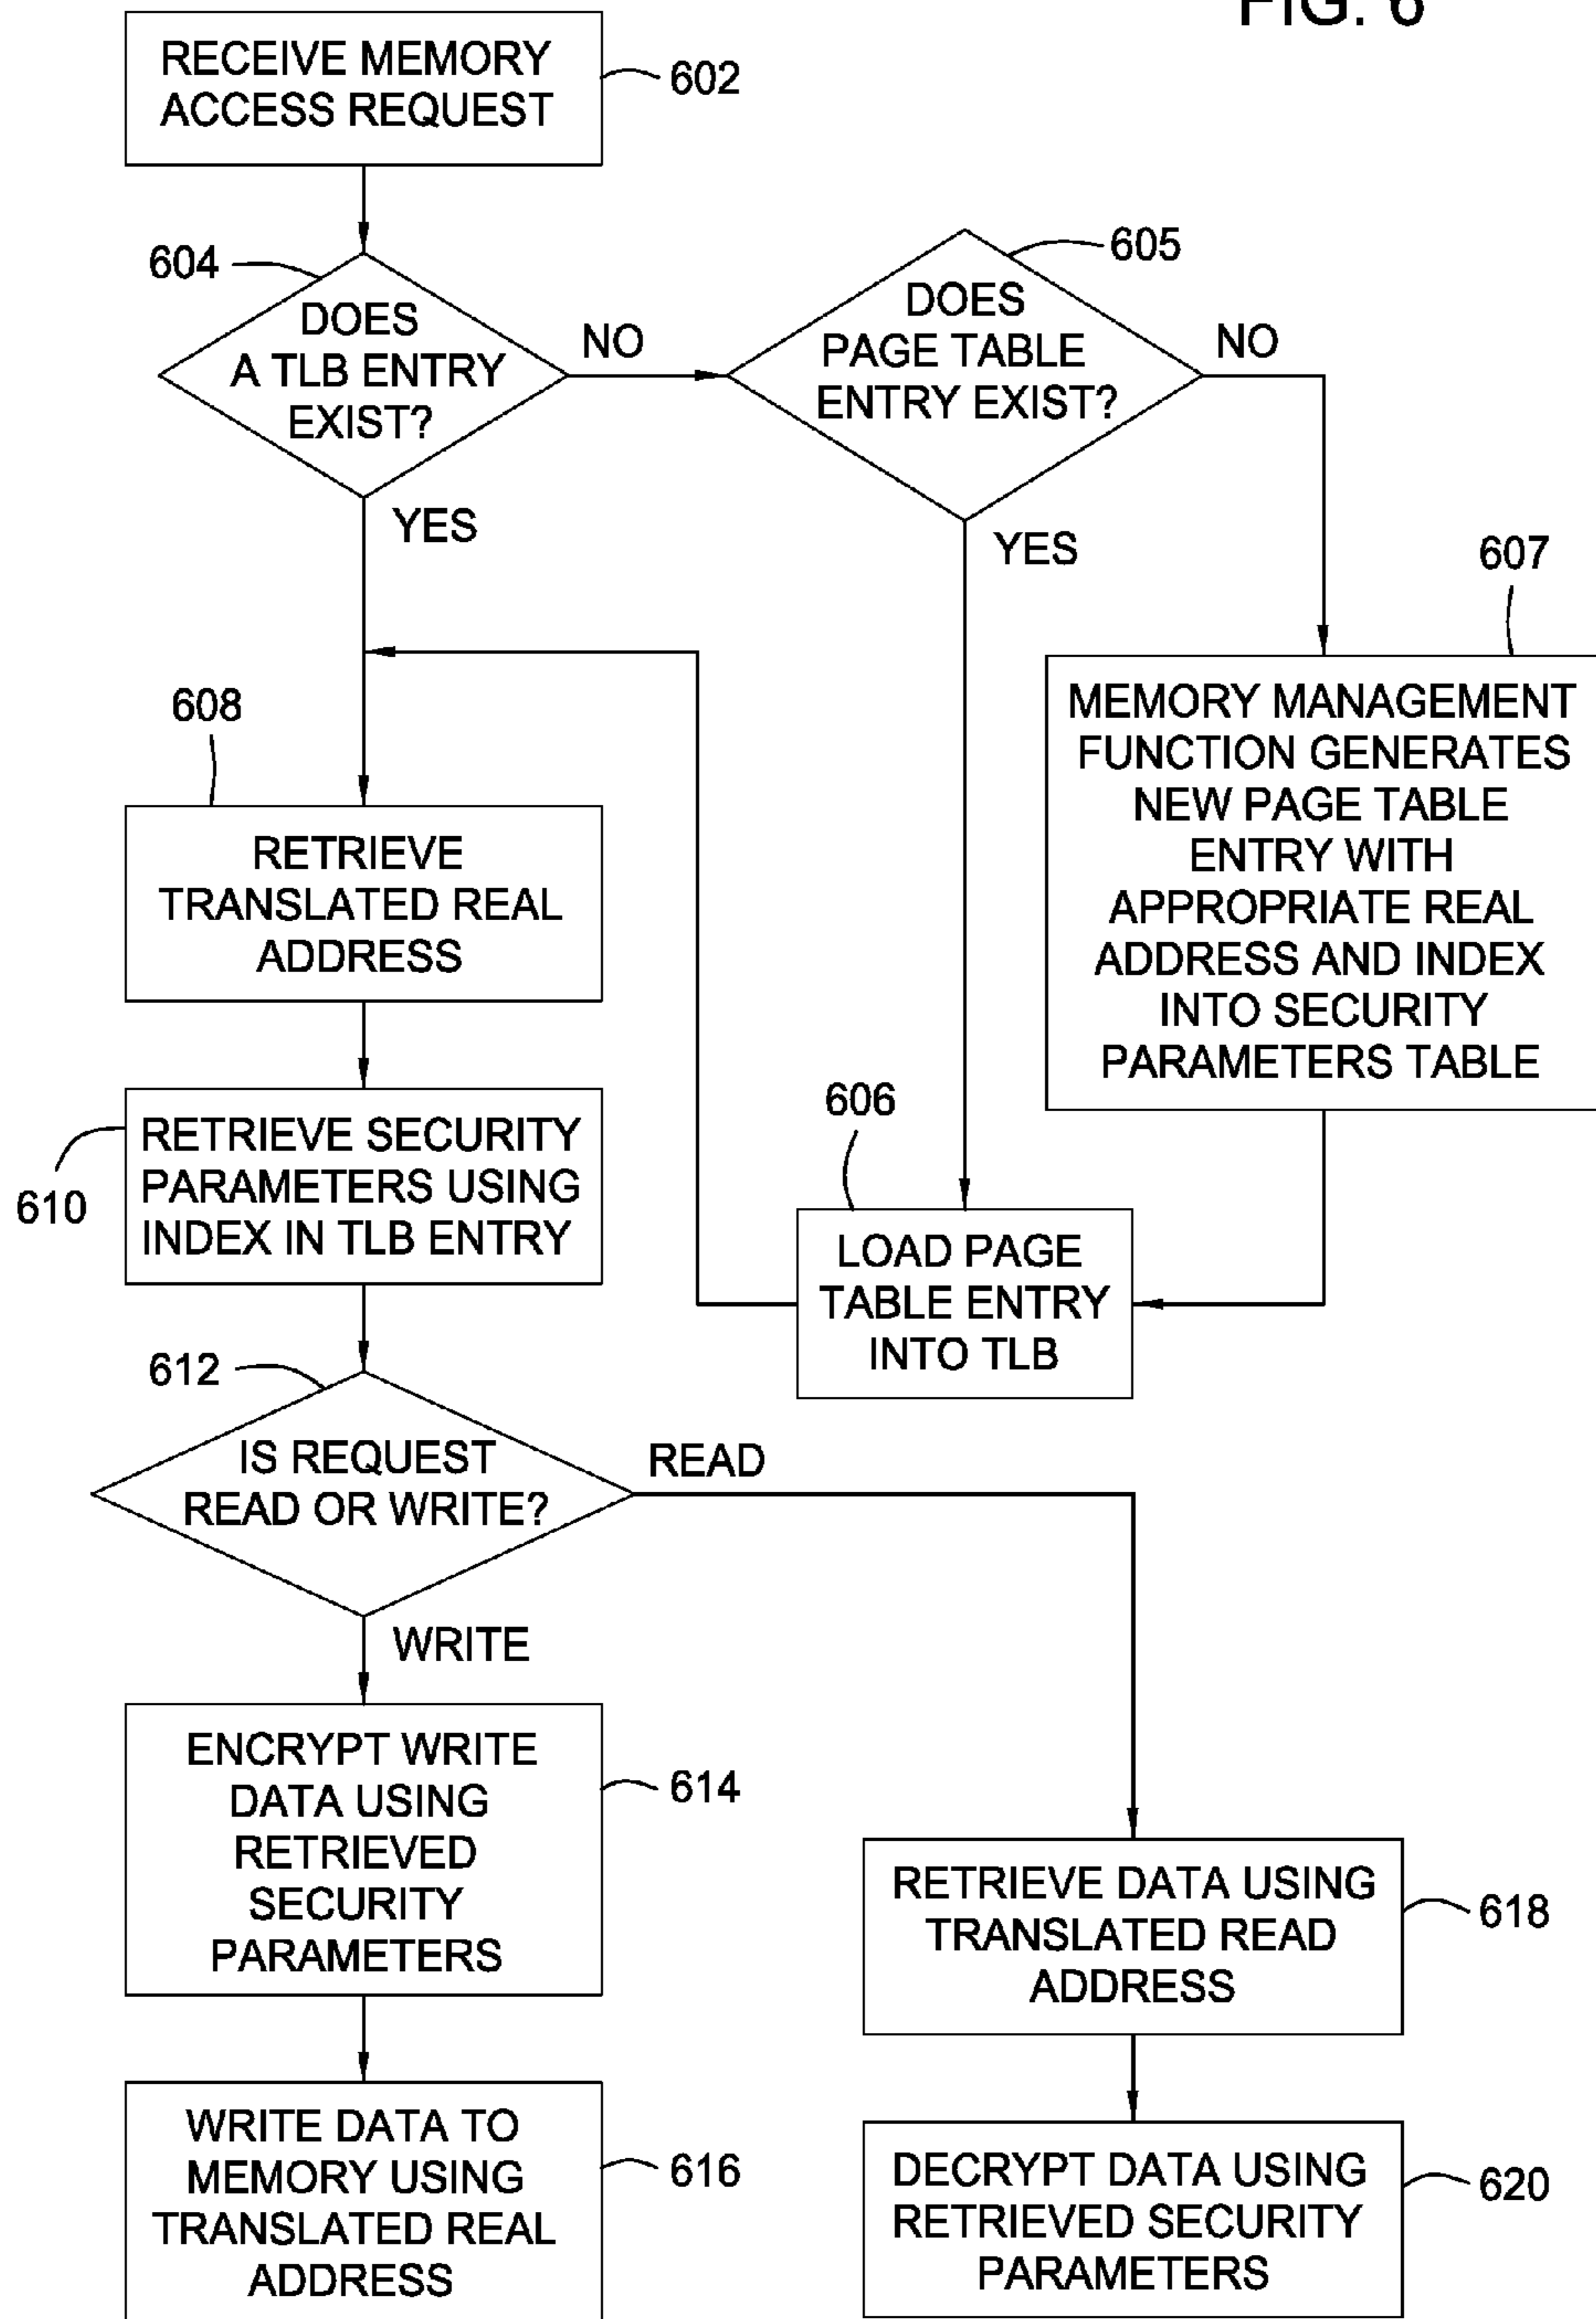 FIG. 6
RECEIVE MEMORY
ACCESS REQUEST
602
604
DOES
A TLB ENTRY
EXIST?
NO
YES
605
DOES
PAGE TABLE
ENTRY EXIST?
NO
YES
607
MEMORY MANAGEMENT
FUNCTION GENERATES
NEW PAGE TABLE
ENTRY WITH
APPROPRIATE REAL
ADDRESS AND INDEX
INTO SECURITY
PARAMETERS TABLE
606
LOAD PAGE
TABLE ENTRY
INTO TLB
608
RETRIEVE
TRANSLATED REAL
ADDRESS
610
RETRIEVE SECURITY
PARAMETERS USING
INDEX IN TLB ENTRY
612
IS REQUEST
READ OR WRITE?
READ
WRITE
ENCRYPT WRITE
DATA USING
RETRIEVED
SECURITY
PARAMETERS
614
WRITE DATA TO
MEMORY USING
TRANSLATED REAL
ADDRESS
616
RETRIEVE DATA USING
TRANSLATED READ
ADDRESS
618
DECRYPT DATA USING
RETRIEVED SECURITY
PARAMETERS
620